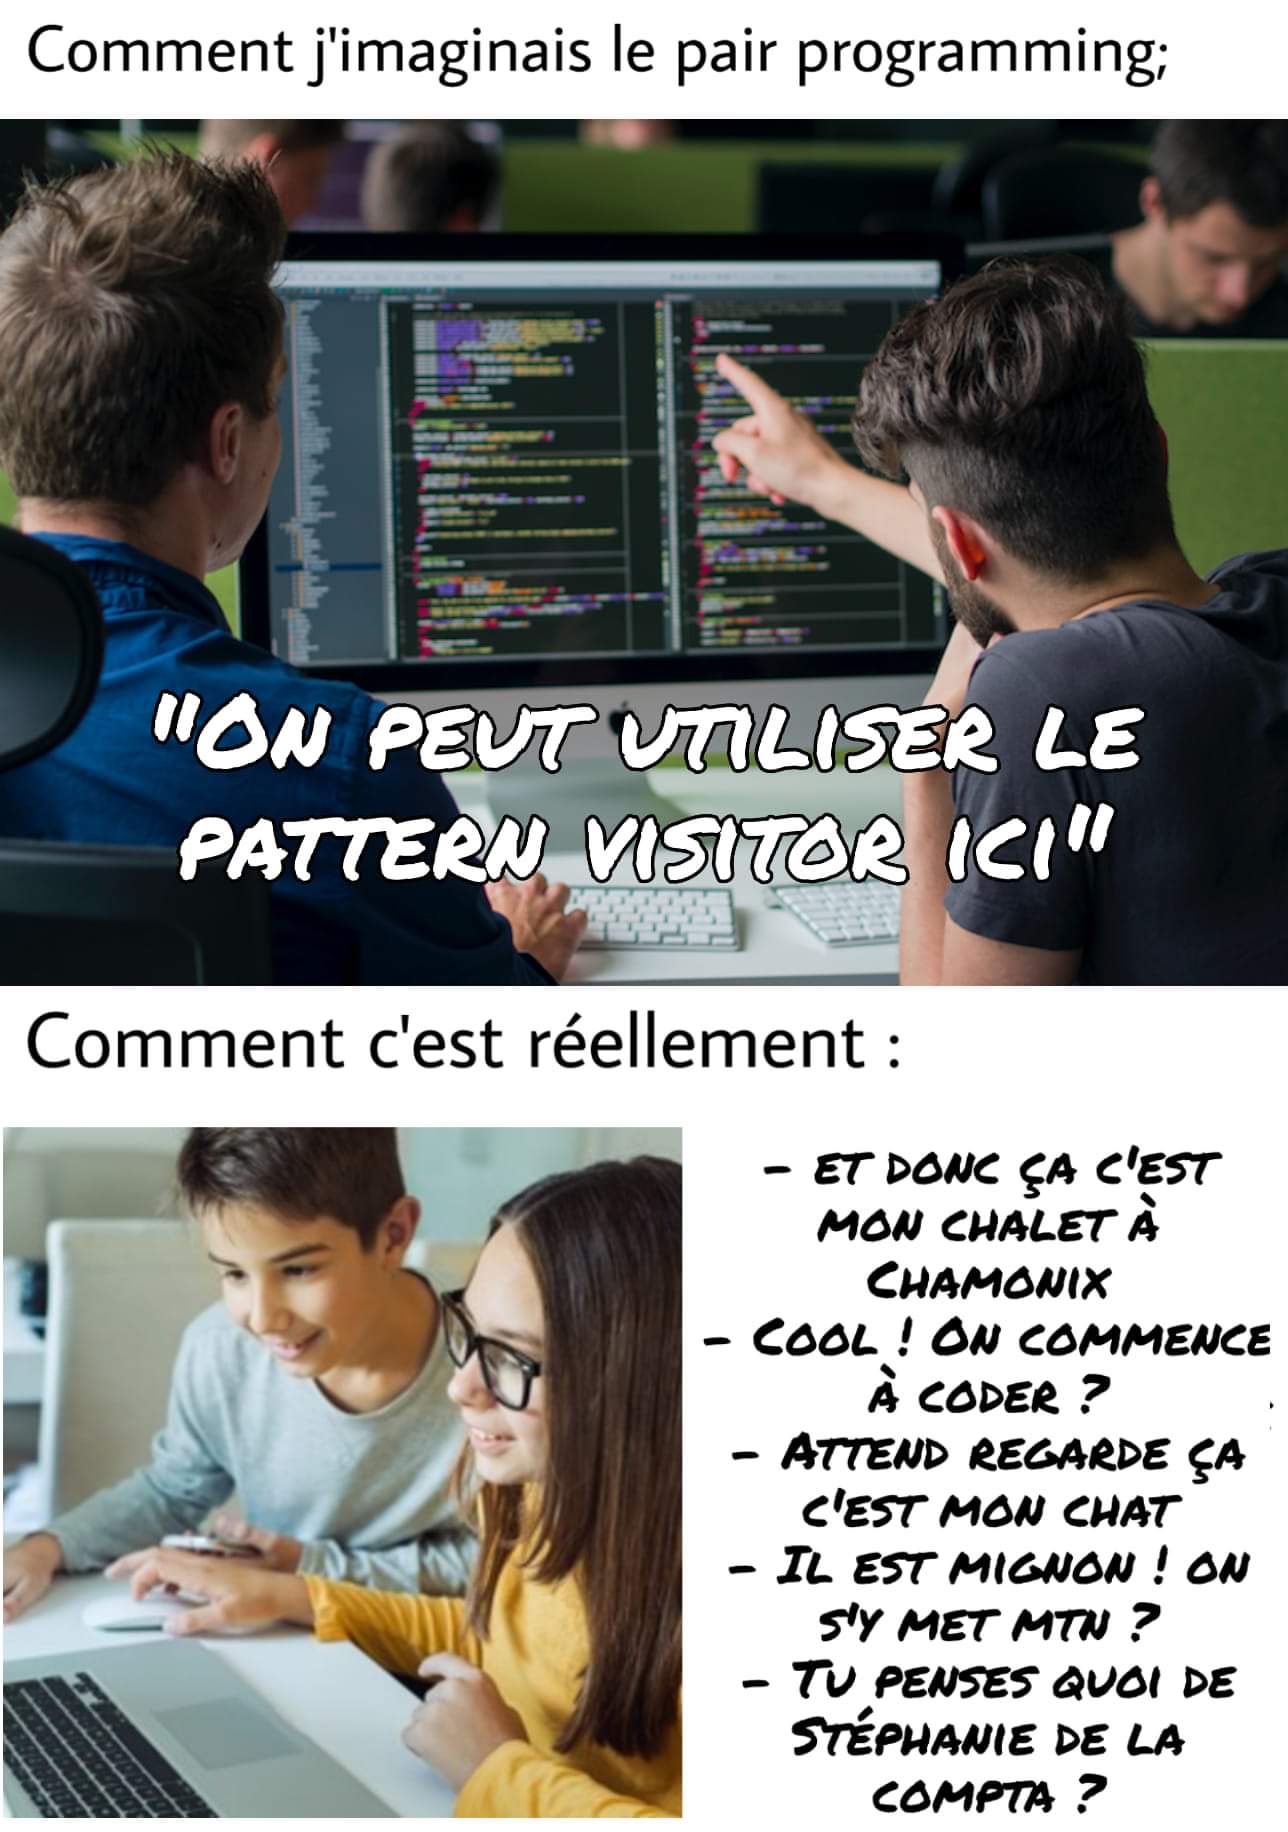 Comment j'imaginais le pair programming;
"On peut utiliser le
pattern visitor ici"
Comment c'est réellement :
- et donc ça c'est
mon chalet à
Chamonix
- Cool ! On commence
à coder ?
- Attend regarde ça
c'est mon chat
- Il est mignon ! on
s'y met mtn ?
- Tu penses quoi de
Stéphanie de la
compta ?